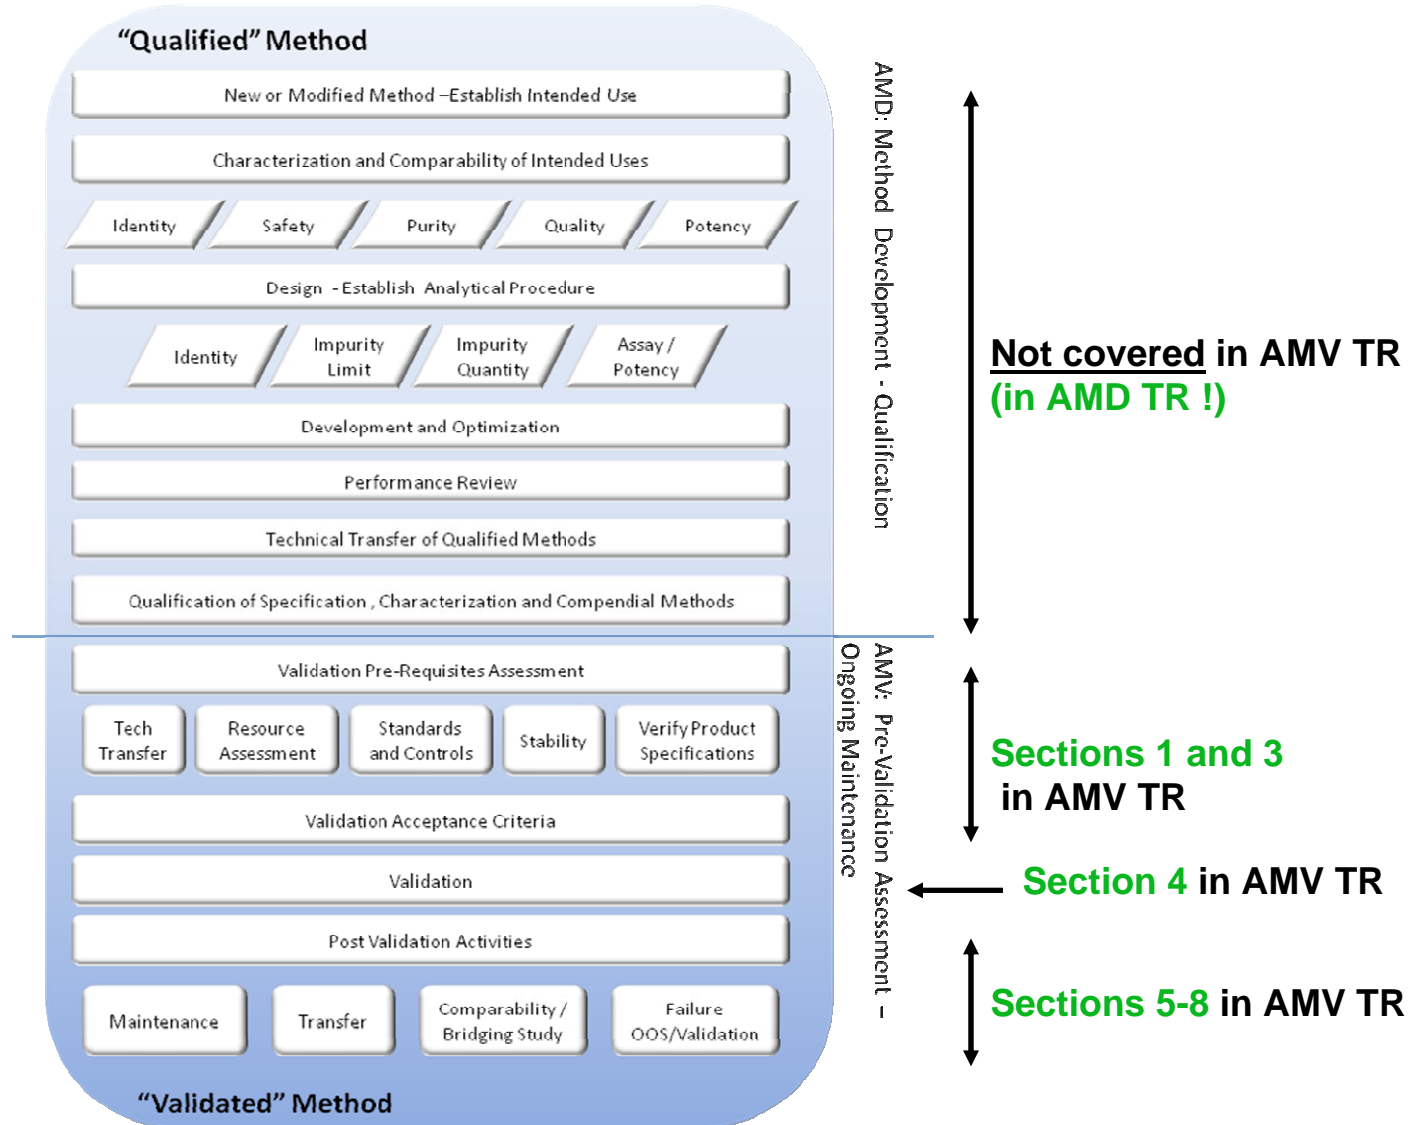 “Qualified” Method
New or Modified Method –Establish Intended Use
Characterization and Comparability of Intended Uses
Identity
Safety
Purity
Quality
Potency
Design - Establish Analytical Procedure
Identity
Impurity
Limit
Impurity
Quantity
Assay /
Potency
Development and Optimization
Performance Review
Technical Transfer of Qualified Methods
Qualification of Specification , Characterization and Compendial Methods
AMD: Method Development - Qualification
Not covered in AMV TR
(in AMD TR !)
Validation Pre-Requisites Assessment
Tech
Transfer
Resource
Assessment
Standards
and Controls
Stability
Verify Product
Specifications
Validation Acceptance Criteria
Validation
Post Validation Activities
Maintenance
Transfer
Comparability /
Bridging Study
Failure
OOS/Validation
“Validated” Method
AMV: Pre-Validation Assessment –
Ongoing Maintenance
Sections 1 and 3
in AMV TR
Section 4 in AMV TR
Sections 5-8 in AMV TR